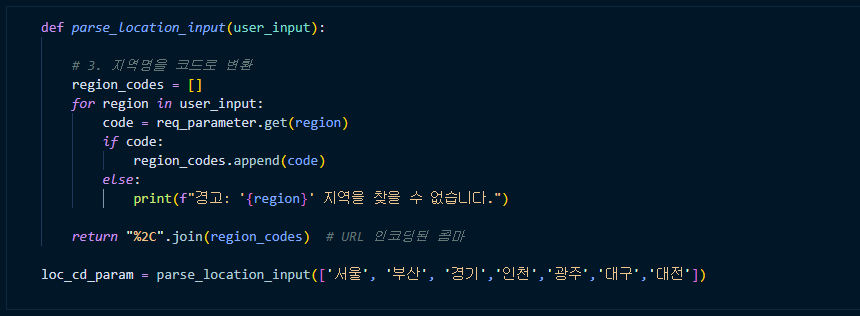 def parse_location_input(user_input):
# 3. 지역명을 코드로 변환
region_codes = []
for region in user_input:
code = req_parameter.get(region)
if code:
region_codes.append(code)
else:
print(f"경고: '{region}' 지역을 찾을 수 없습니다.")
return "%2C".join(region_codes)  # URL 인코딩된 콤마
loc_cd_param = parse_location_input(['서울', '부산', '경기','인천','광주','대구','대전'])